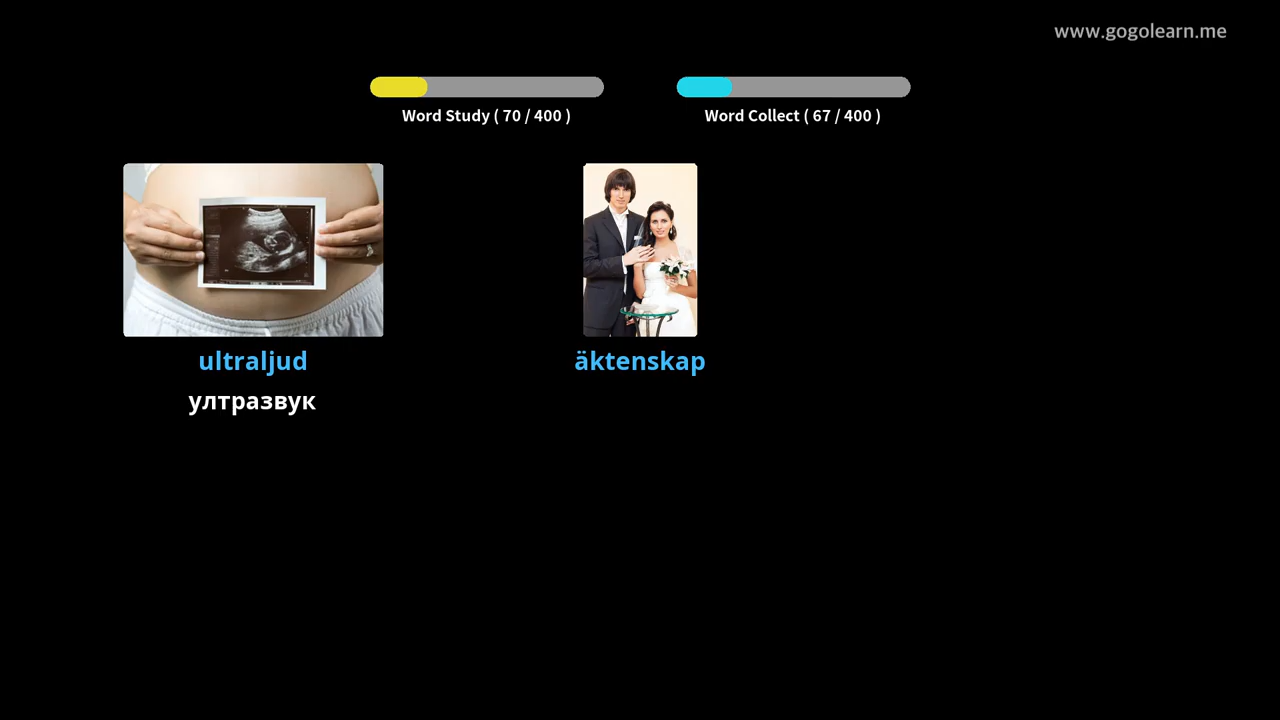 www.gogolearn.me
Word Study ( 70 / 400 )
Word Collect ( 67 / 400 )
ultraljud
äktenskap
ултразвук